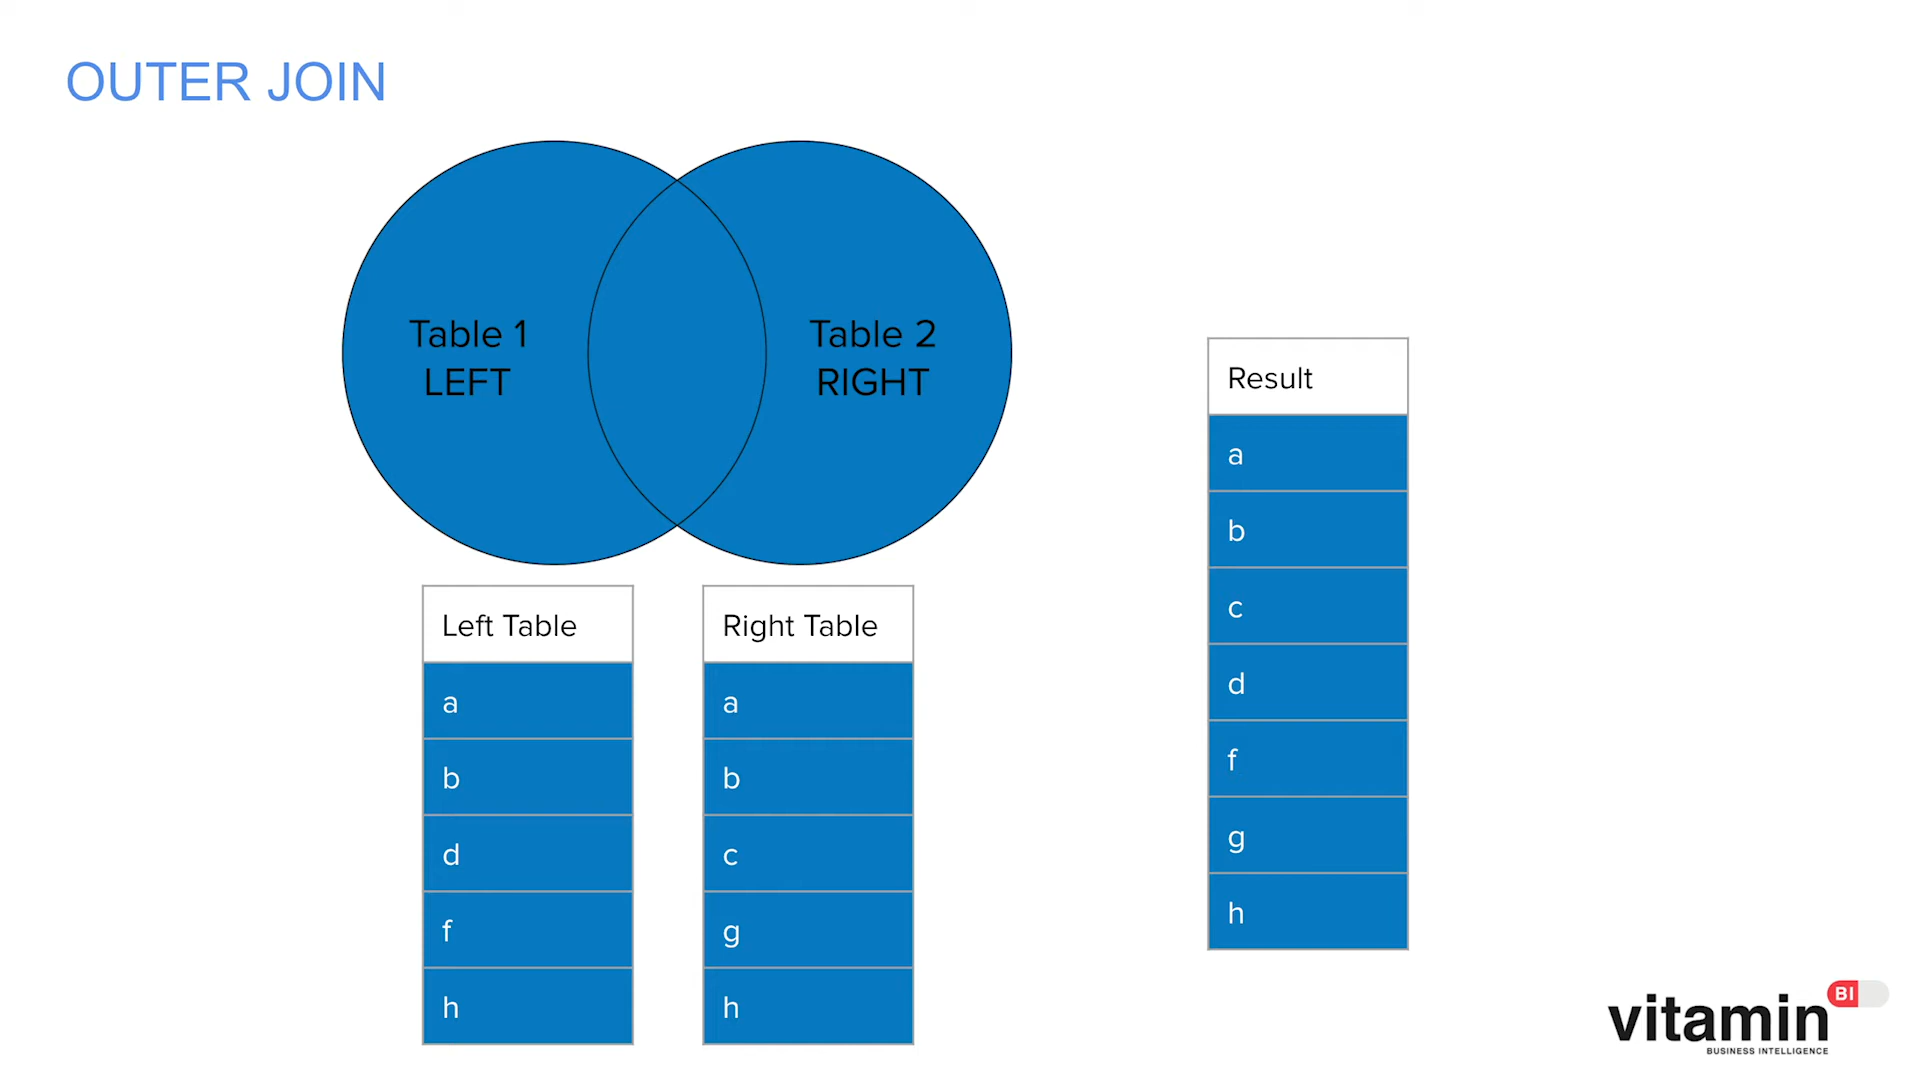 OUTER JOIN
Table 1
LEFT
Table 2
RIGHT
Left Table
a
b
d
f
h
Right Table
a
b
c
g
h
Result
a
b
c
d
f
g
h
vitamin BI
BUSINESS INTELLIGENCE